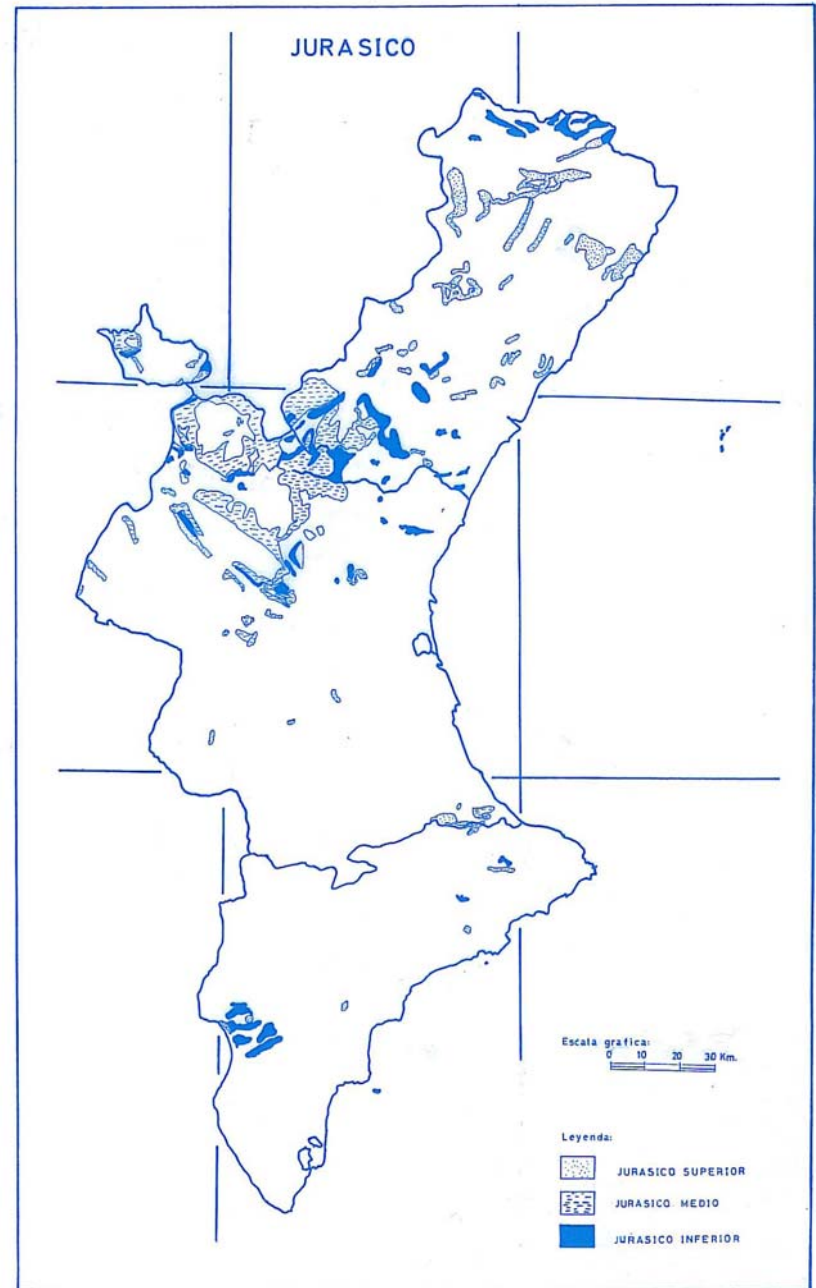 JURASICO
Escala grafica:
0 10 20 30 Km.
Leyenda:
JURASICO SUPERIOR
JURASICO MEDIO
JURASICO INFERIOR